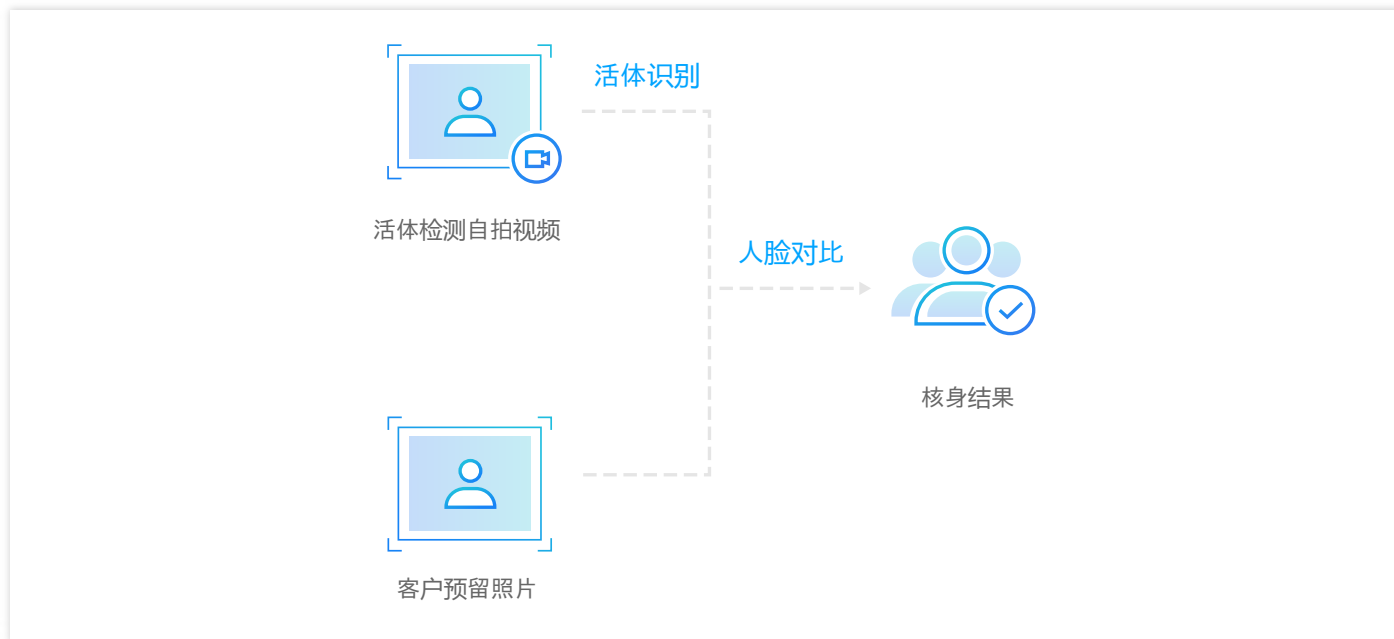 活体识别
活体检测自拍视频
人脸对比
核身结果
客户预留照片